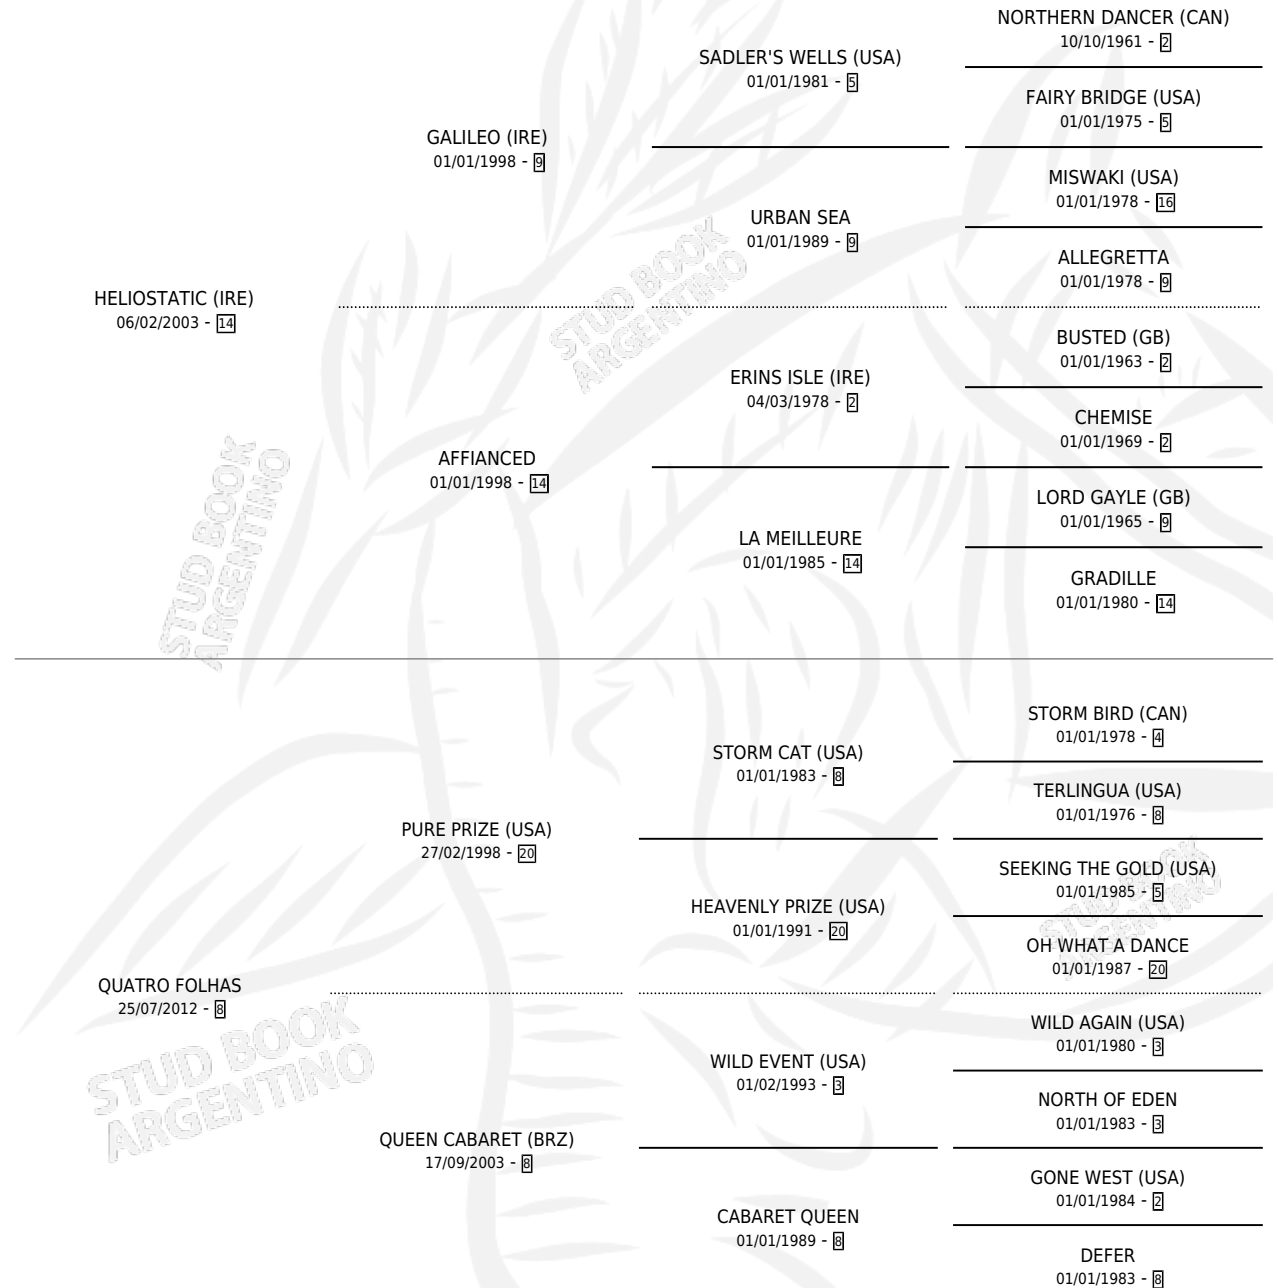 NORTHERN DANCER (CAN)
10/10/1961 - 2
SADLER'S WELLS (USA)
01/01/1981 - 5
FAIRY BRIDGE (USA)
01/01/1975 - 5
GALILEO (IRE)
01/01/1998 - 9
MISWAKI (USA)
01/01/1978 - 16
URBAN SEA
01/01/1989 - 9
ALLEGRETTA
01/01/1978 - 9
HELIOSTATIC (IRE)
06/02/2003 - 14
BUSTED (GB)
01/01/1963 - 2
ERINS ISLE (IRE)
04/03/1978 - 2
CHEMISE
01/01/1969 - 2
AFFIANCED
01/01/1998 - 14
LORD GAYLE (GB)
01/01/1965 - 9
LA MEILLEURE
01/01/1985 - 14
GRADILLE
01/01/1980 - 14
STORM BIRD (CAN)
01/01/1978 - 4
STORM CAT (USA)
01/01/1983 - 8
TERLINGUA (USA)
01/01/1976 - 8
PURE PRIZE (USA)
27/02/1998 - 20
SEEKING THE GOLD (USA)
01/01/1985 - 5
HEAVENLY PRIZE (USA)
01/01/1991 - 20
OH WHAT A DANCE
01/01/1987 - 20
QUATRO FOLHAS
25/07/2012 - 8
WILD AGAIN (USA)
01/01/1980 - 3
WILD EVENT (USA)
01/02/1993 - 3
NORTH OF EDEN
01/01/1983 - 3
QUEEN CABARET (BRZ)
17/09/2003 - 8
GONE WEST (USA)
01/01/1984 - 2
CABARET QUEEN
01/01/1989 - 8
DEFER
01/01/1983 - 8
STUD BOOK
ARGENTINO
STUD BOOK
ARGENTINO
STUD BOOK
ARGENTINO
STUD BOOK
ARGENTINO